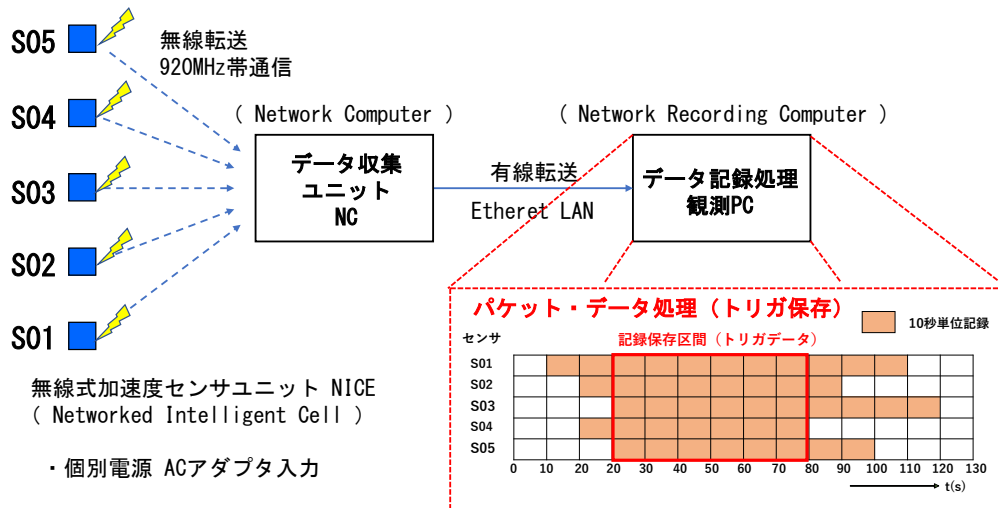 S05
S04
S03
S02
S01
無線転送
920MHz帯通信
( Network Computer )
データ収集
ユニット
NC
有線転送
Etheret LAN
( Network Recording Computer )
データ記録処理
観測PC
無線式加速度センサユニット NICE
( Networked Intelligent Cell )
・個別電源 ACアダプタ入力
パケット・データ処理（トリガ保存）
10秒単位記録
センサ
記録保存区間（トリガデータ）
S01
S02
S03
S04
S05
0 10 20 20 30 40 50 60 70 80 90 100 110 120 130
t(s)